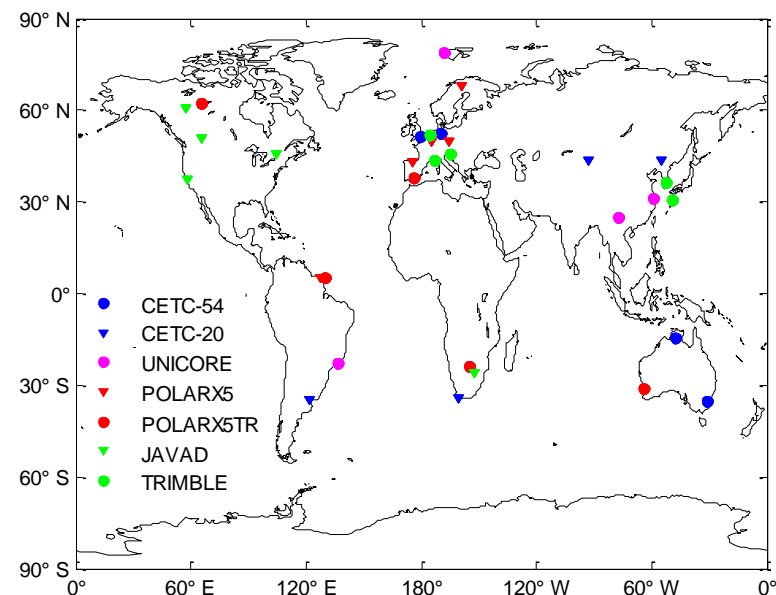 90° N
60° N
30° N
0°
30° S
60° S
90° S
CETC-54
CETC-20
UNICORE
POLARX5
POLARX5TR
JAVAD
TRIMBLE
0°
60° E
120° E
180°
120° W
60° W
0°